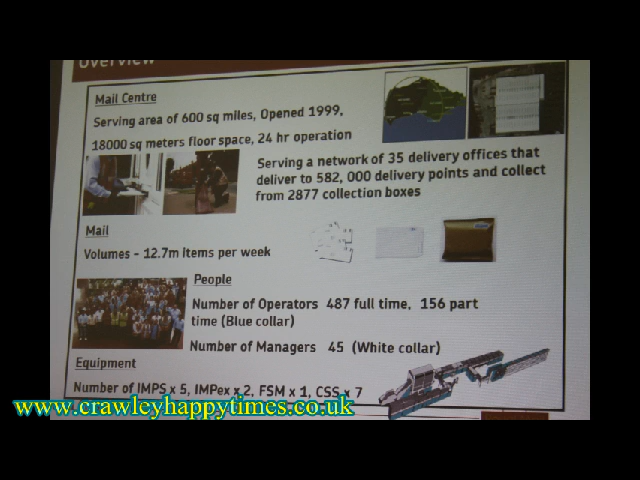 Overview
Mail Centre
Serving area of 600 sq miles, Opened 1999,
18000 sq meters floor space, 24 hr operation
Serving a network of 35 delivery offices that
deliver to 582, 000 delivery points and collect
from 2877 collection boxes
Mail
Volumes - 12.7m items per week
People
Number of Operators 487 full time, 156 part
time (Blue collar)
Number of Managers 45 (White collar)
Equipment
Number of IMPS x 5, IMPex x 2, FSM x 1, CSS x 7
www.crawleyhappytimes.co.uk